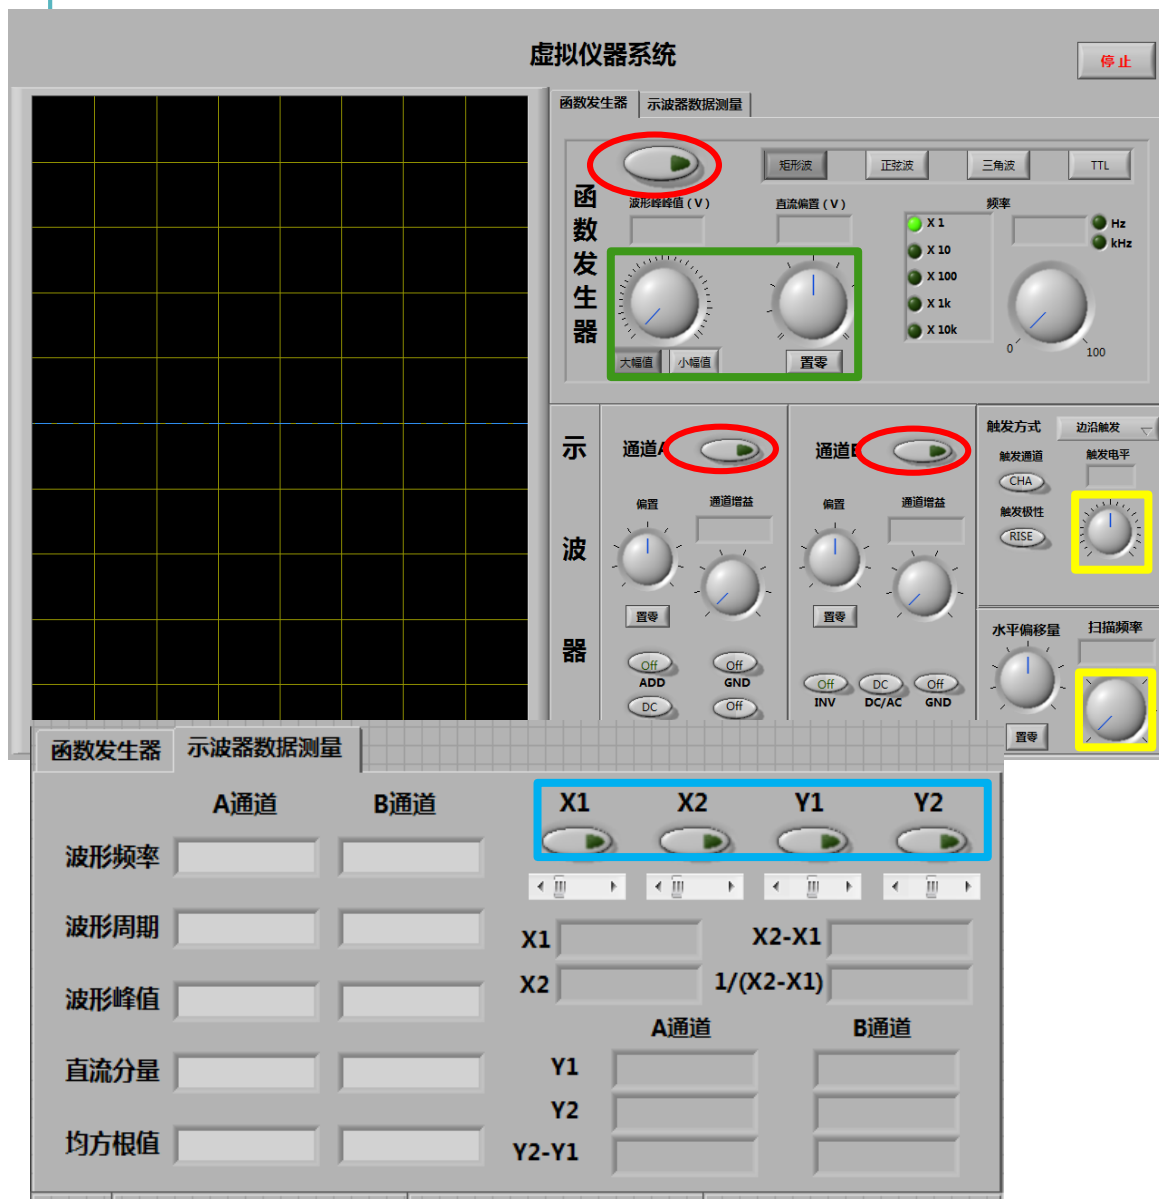 虚拟仪器系统
停止
函数发生器 示波器数据测量
函数发生器
矩形波 正弦波 三角波 TTL
波形峰峰值（V） 直流偏置（V） 频率
X 1
X 10
X 100
X 1k
X 10k
Hz
kHz
0 100
大幅值 小幅值 置零
示波器
通道A
偏置 通道增益
置零
Off Off
ADD GND
DC Off
通道B
偏置 通道增益
置零
Off DC Off
INV DC/AC GND
触发方式 边沿触发
触发通道 触发电平
CHA
触发极性
RISE
水平偏移量 扫描频率
置零
函数发生器 示波器数据测量
A通道 B通道
波形频率
波形周期
波形峰值
直流分量
均方根值
X1 X2 Y1 Y2
X1 X2-X1
X2 1/(X2-X1)
A通道 B通道
Y1
Y2
Y2-Y1